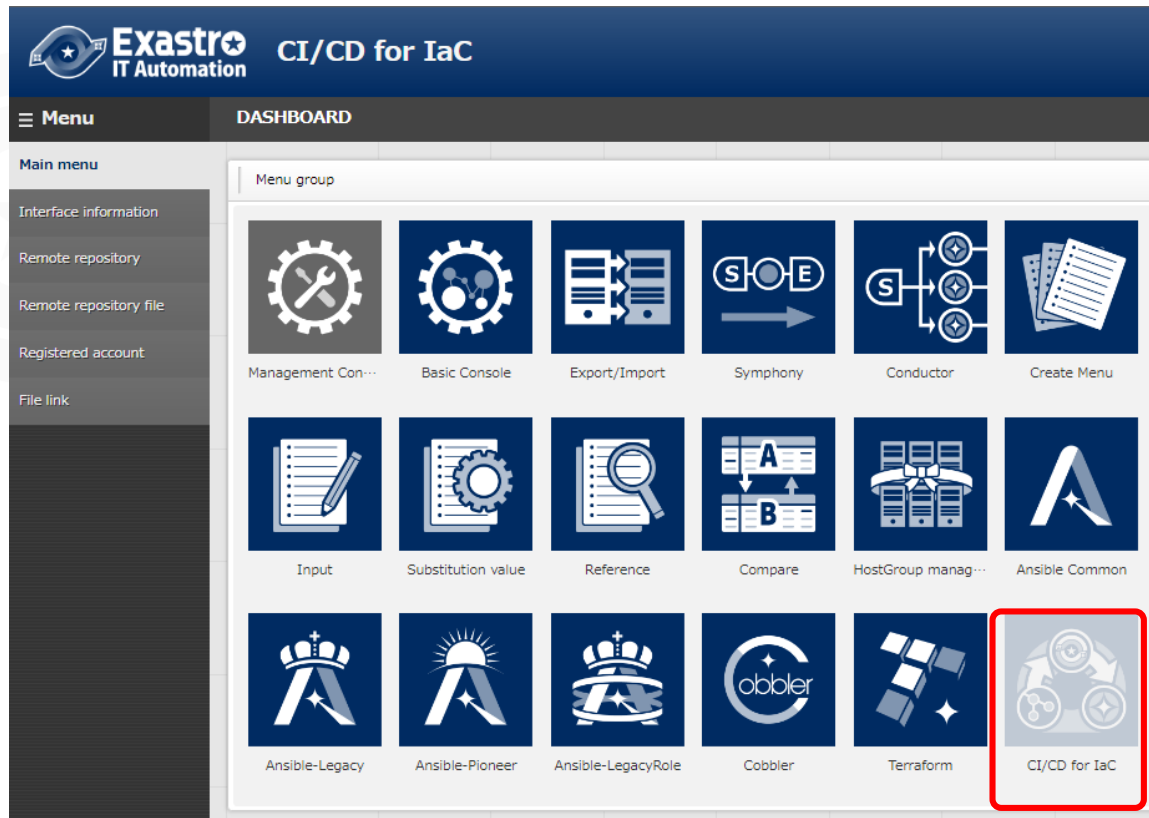 Exastro
IT Automation
CI/CD for IaC
Menu
DASHBOARD
Main menu
Interface information
Remote repository
Remote repository file
Registered account
File link
Menu group
Management Con···
Basic Console
Export/Import
S O E
Symphony
S
Conductor
Create Menu
Input
Substitution value
Reference
A
B
Compare
HostGroup manag···
Ansible Common
Ansible-Legacy
Ansible-Pioneer
Ansible-LegacyRole
Cobbler
Cobbler
Terraform
CI/CD for IaC